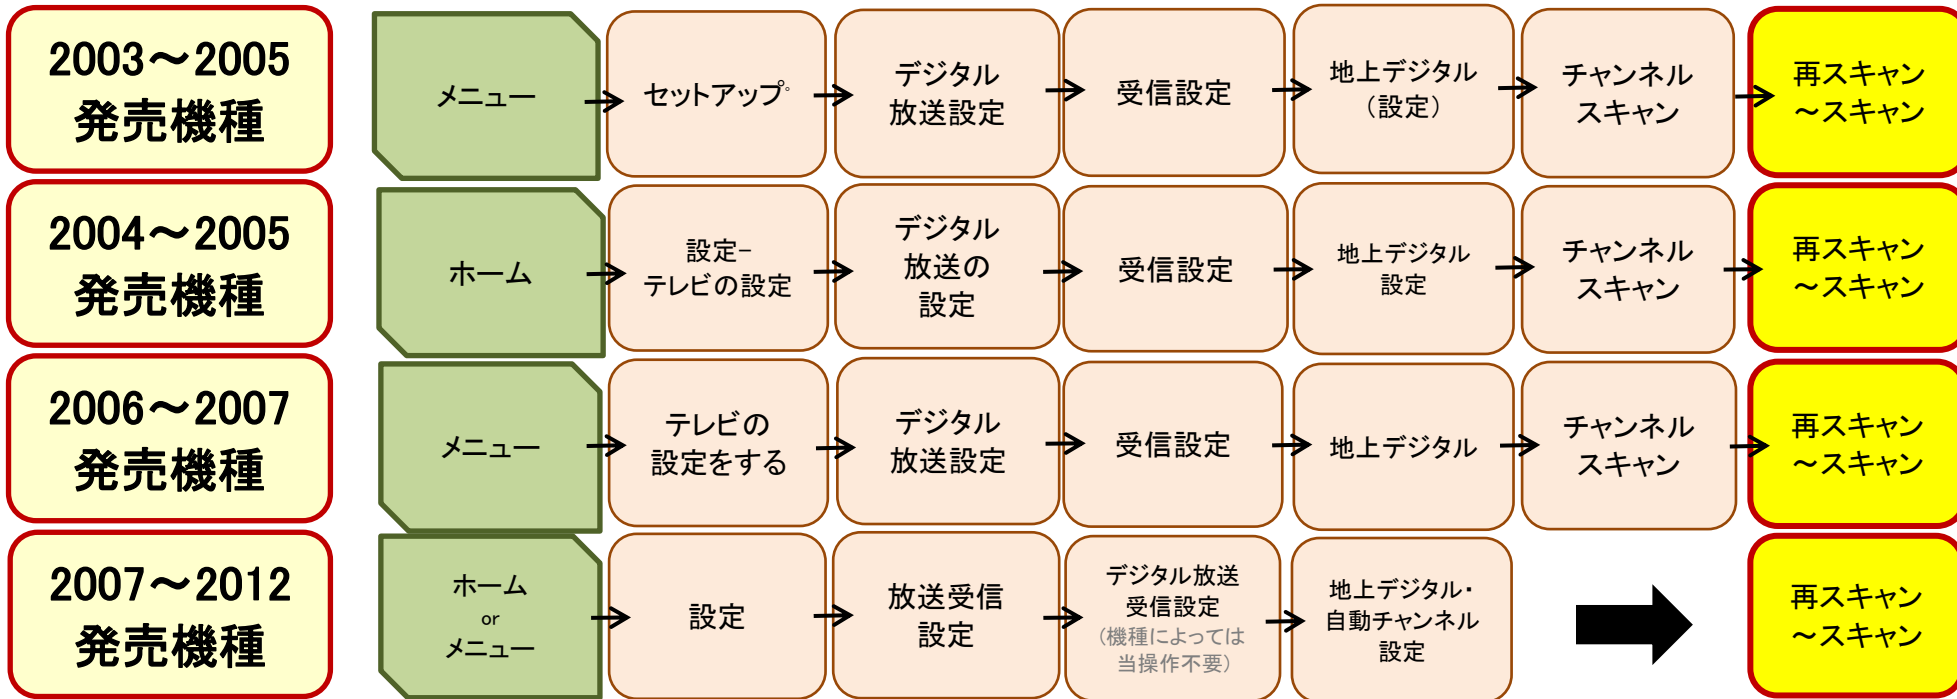 2003～2005
発売機種
メニュー
セットアップ
デジタル
放送設定
受信設定
地上デジタル
（設定）
チャンネル
スキャン
再スキャン
～スキャン
2004～2005
発売機種
ホーム
設定−
テレビの設定
デジタル
放送の
設定
受信設定
地上デジタル
設定
チャンネル
スキャン
再スキャン
～スキャン
2006～2007
発売機種
メニュー
テレビの
設定をする
デジタル
放送設定
受信設定
地上デジタル
チャンネル
スキャン
再スキャン
～スキャン
2007～2012
発売機種
ホーム
or
メニュー
設定
放送受信
設定
デジタル放送
受信設定
（機種によっては
当操作不要）
地上デジタル・
自動チャンネル
設定
再スキャン
～スキャン